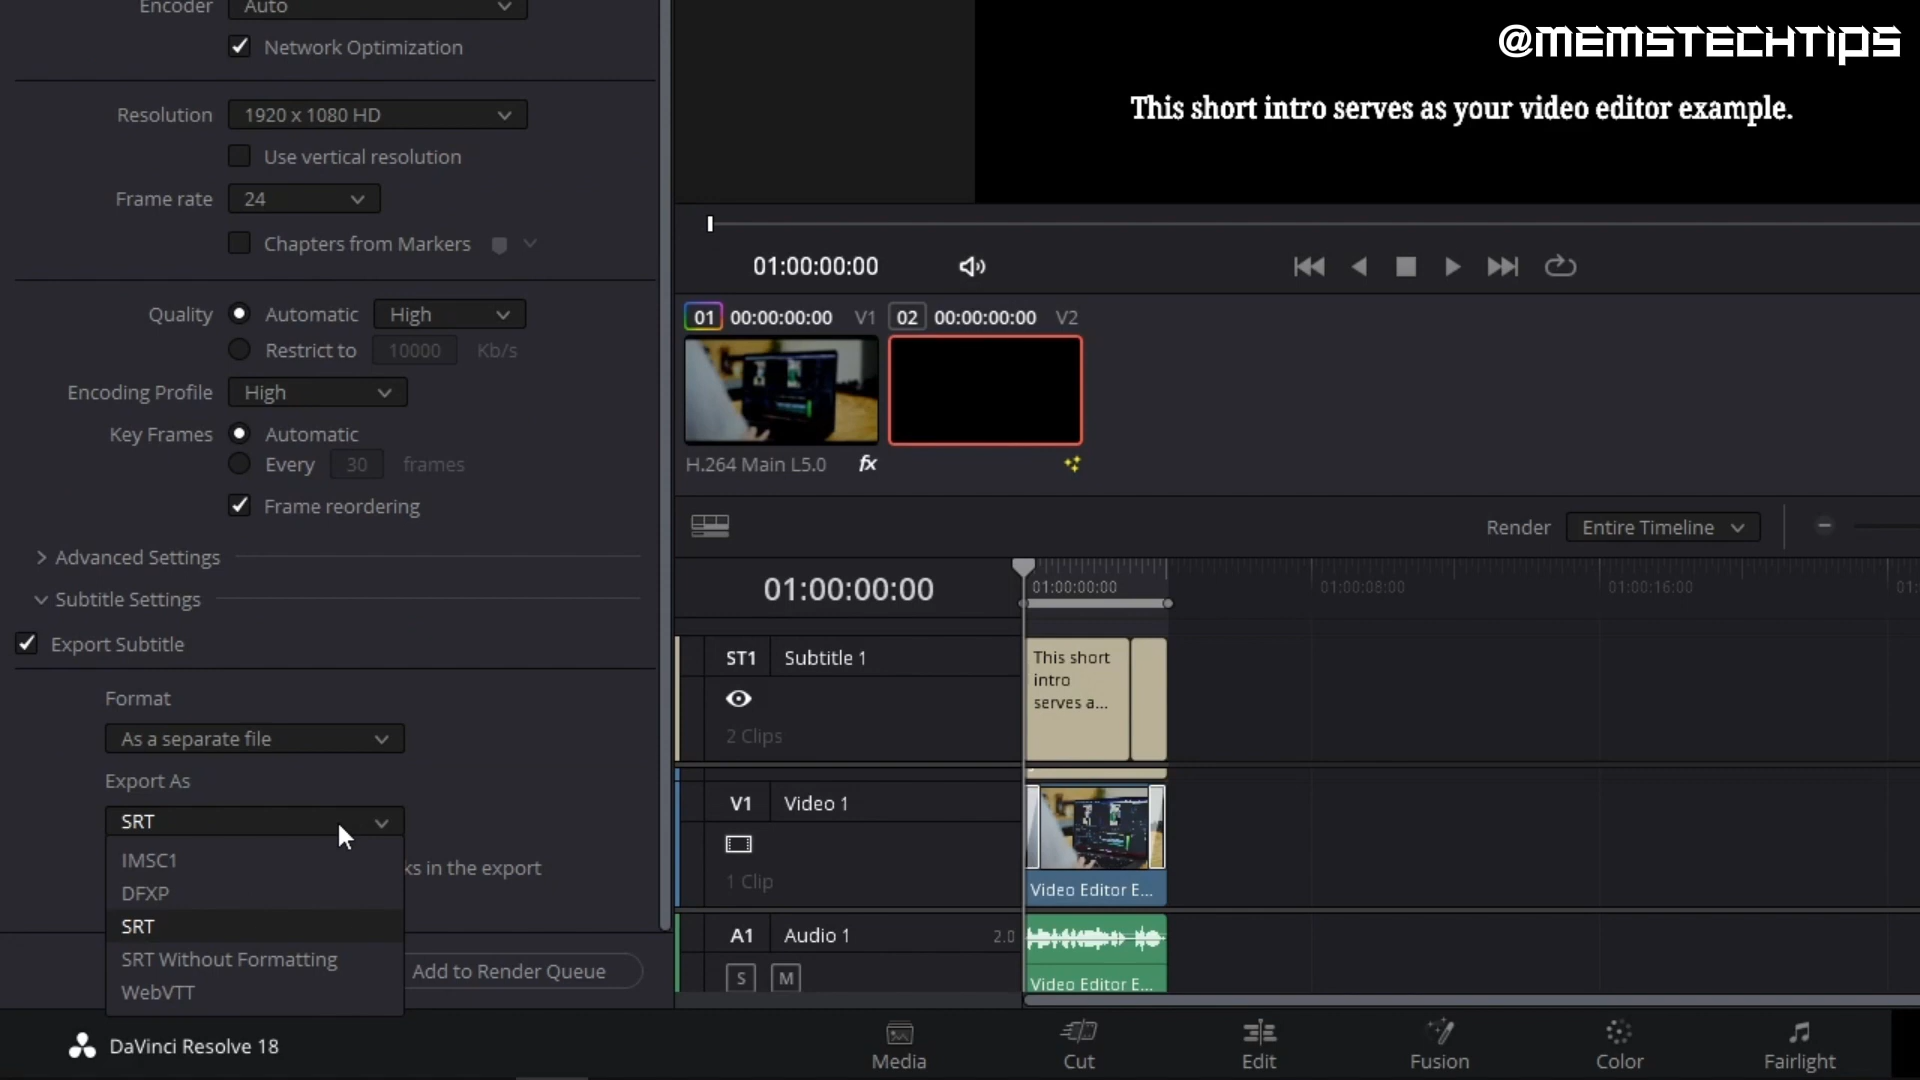 Encoder Auto
Network Optimization
@MEMSTECHTIPS
Resolution 1920 x 1080 HD
Use vertical resolution
Frame rate 24
Chapters from Markers
Quality Automatic High
Restrict to 10000 Kb/s
Encoding Profile High
Key Frames Automatic
Every 30 frames
Frame reordering
Advanced Settings
Subtitle Settings
Export Subtitle
Format
As a separate file
Export As
SRT
IMSC1
ks in the export
DFXP
SRT
SRT Without Formatting
WebVTT
Add to Render Queue
This short intro serves as your video editor example.
01:00:00:00
01 00:00:00:00 V1 02 00:00:00:00 V2
H.264 Main L5.0 fx
Render Entire Timeline
01:00:00:00 01:00:00:00 01:00:08:00 01:00:16:00 01:
ST1 Subtitle 1
This short
intro
serves a...
2 Clips
V1 Video 1
1 Clip
Video Editor E...
A1 Audio 1 2.0
S M
Video Editor E...
DaVinci Resolve 18
Media Cut Edit Fusion Color Fairlight